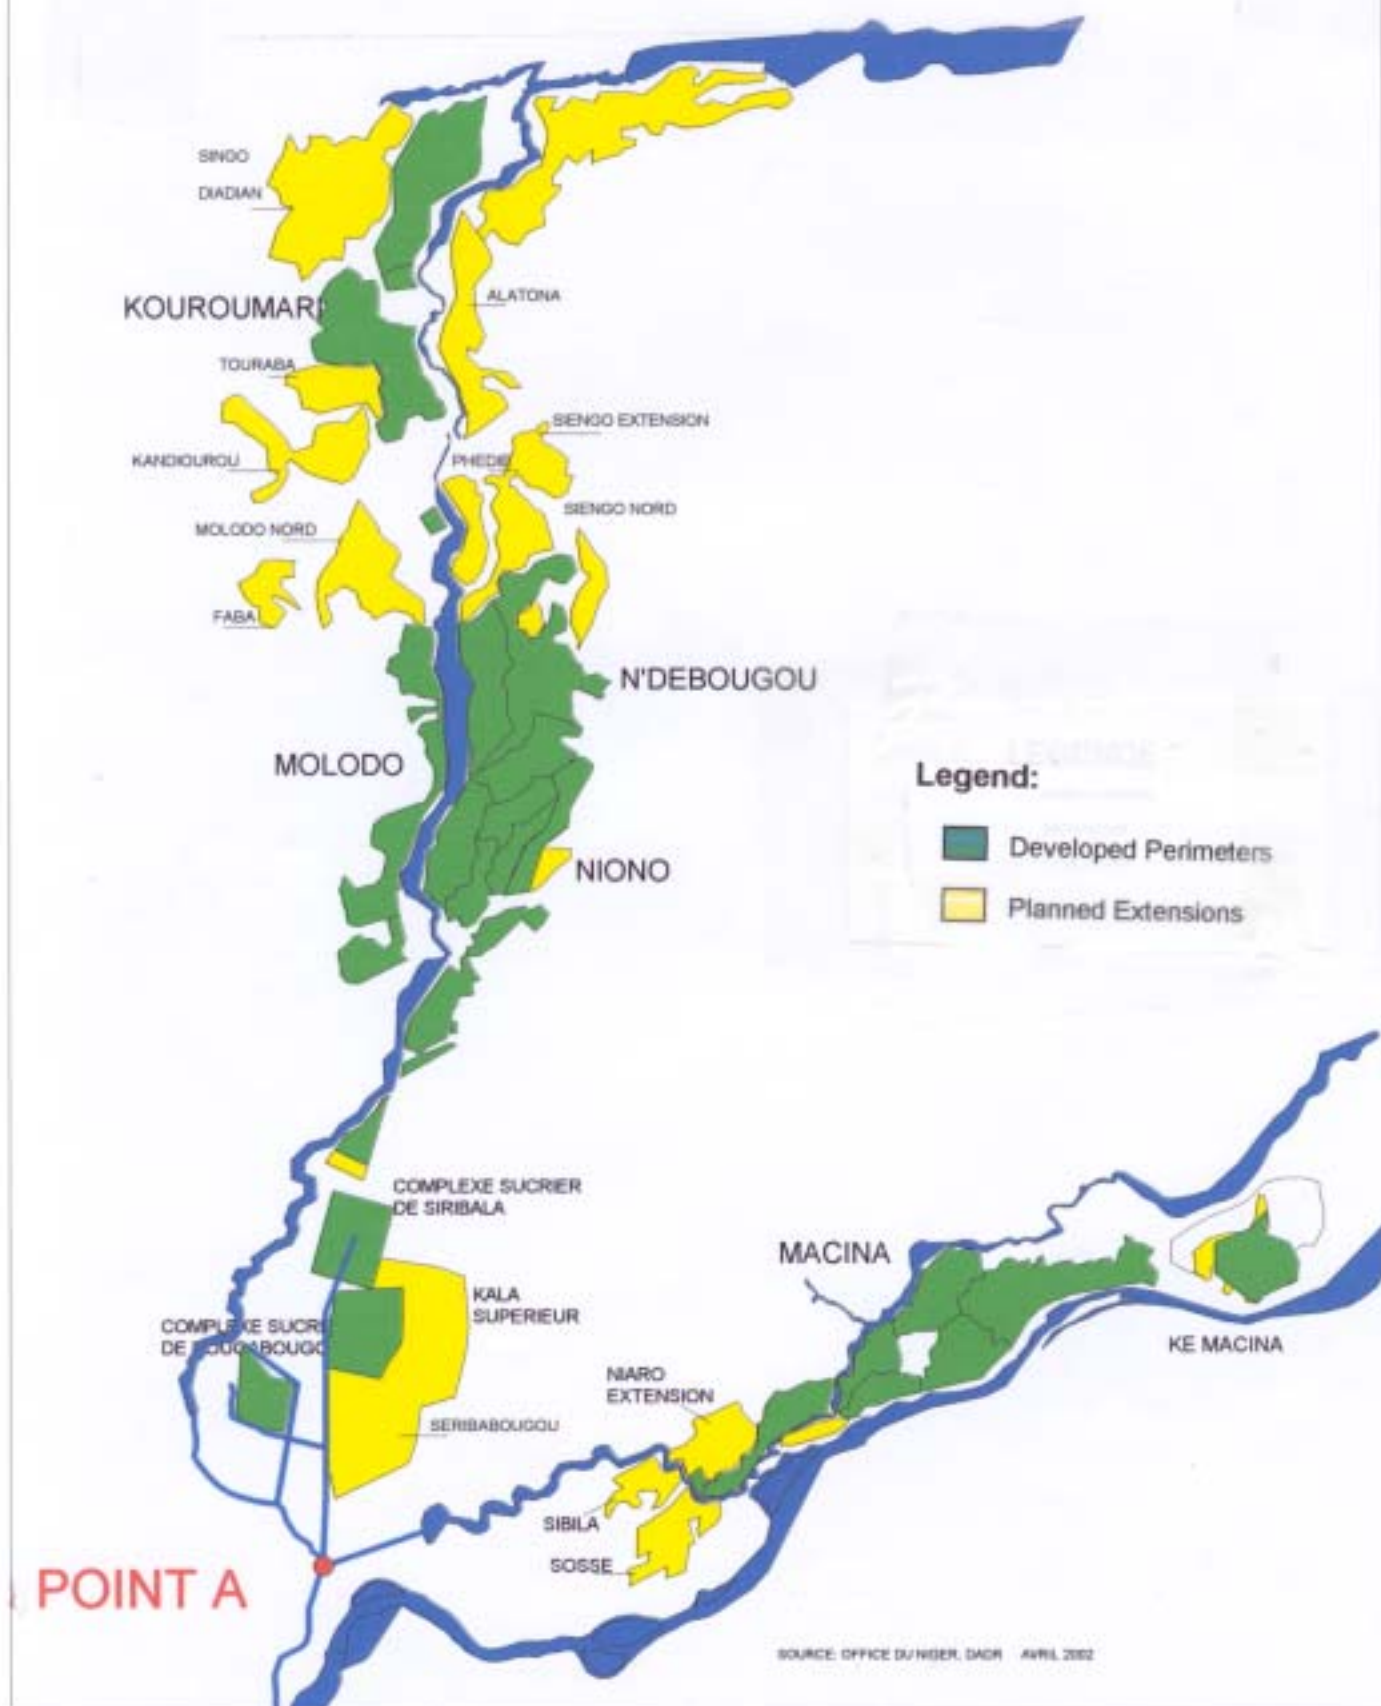 SINGO
DIADIAN
KOUROUMARI
ALATONA
TOURABA
SIENGO EXTENSION
KANDIOUROU
PHEDIE
SIENGO NORD
MOLODO NORD
FABA
N'DEBOUGOU
MOLODO
Legend:
Developed Perimeters
NIONO
Planned Extensions
COMPLEXE SUCRIER
DE SIRIBALA
MACINA
KALA
SUPERIEUR
COMPLEXE SUCRI
KE MACINA
NIARO
EXTENSION
SERIBABOUGOU
SIBILA
SOSSE
POINT A
SOURCE: OFFICE DU NIGER, DADR AVRIL 2002